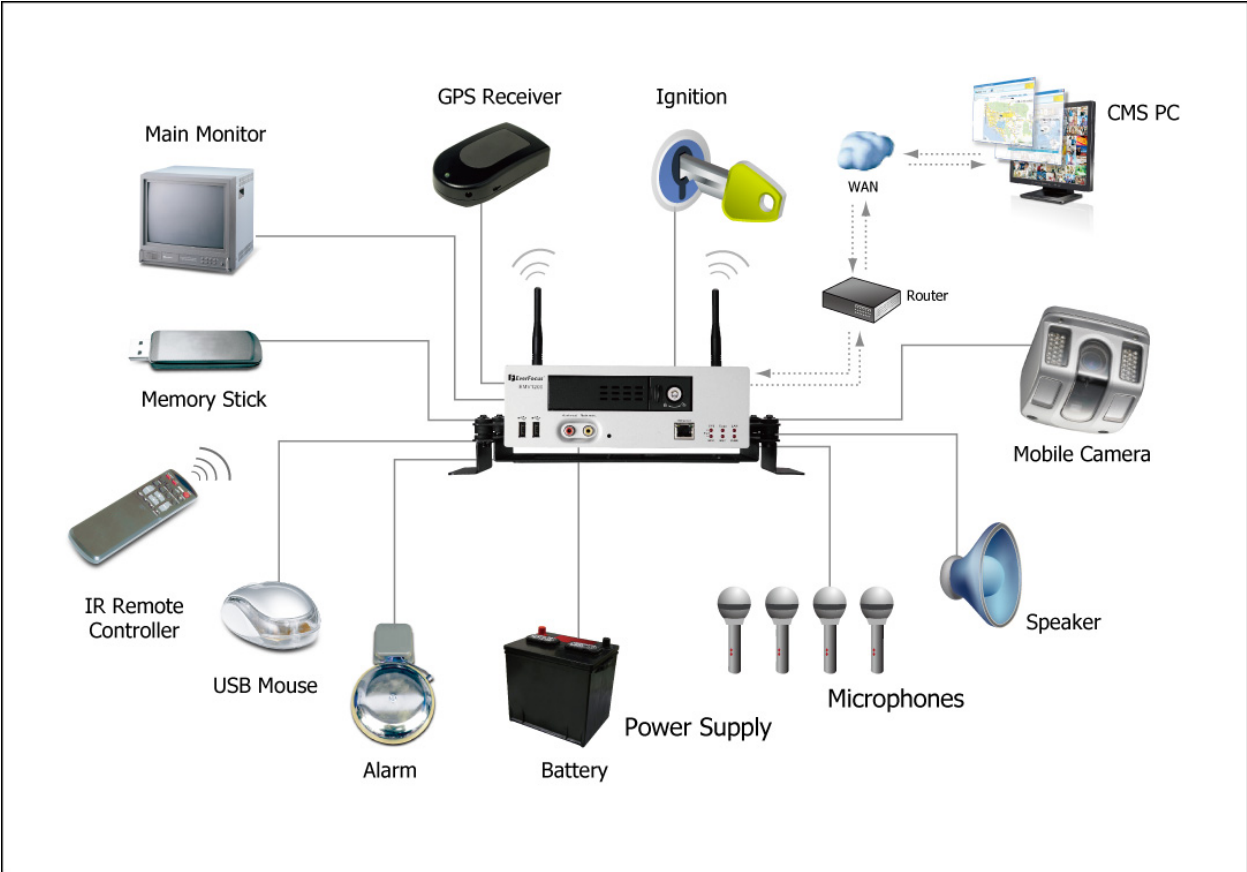 GPS Receiver
Ignition
Main Monitor
CMS PC
WAN
Router
EverFocus
Memory Stick
Mobile Camera
IR Remote
Controller
Speaker
USB Mouse
Microphones
Power Supply
Alarm
Battery